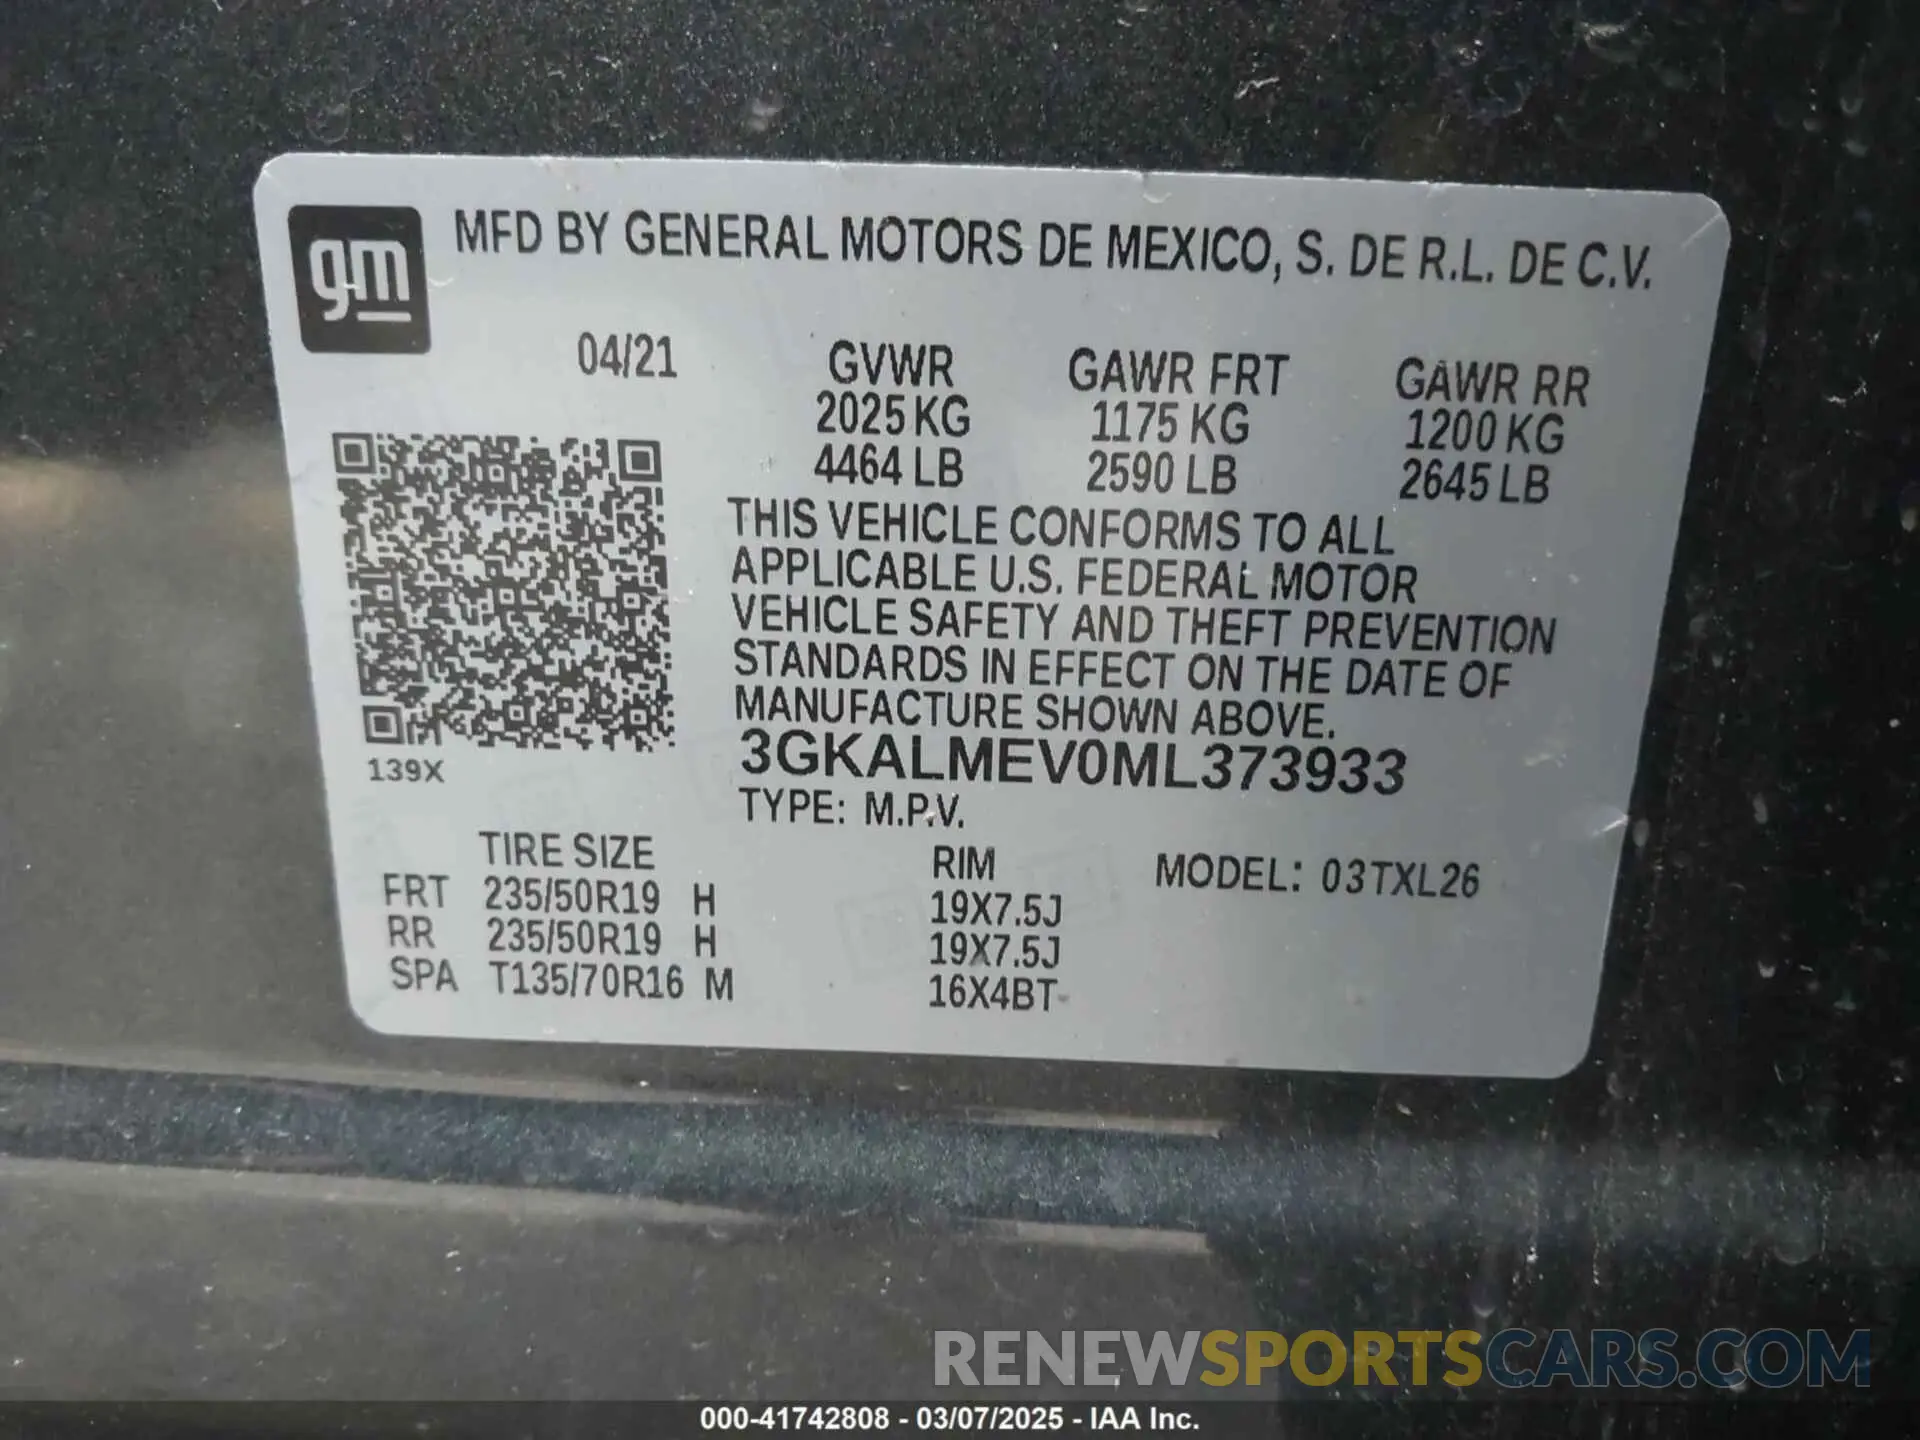 gm
MFD BY GENERAL MOTORS DE MEXICO, S. DE R.L. DE C.V.
04/21
GVWR GAWR FRT GAWR RR
2025 KG 1175 KG 1200 KG
4464 LB 2590 LB 2645 LB
THIS VEHICLE CONFORMS TO ALL
APPLICABLE U.S. FEDERAL MOTOR
VEHICLE SAFETY AND THEFT PREVENTION
STANDARDS IN EFFECT ON THE DATE OF
MANUFACTURE SHOWN ABOVE.
3GKALMEV0ML373933
139X
TYPE: M.P.V.
TIRE SIZE RIM MODEL: 03TXL26
FRT 235/50R19 H 19X7.5J
RR 235/50R19 H 19X7.5J
SPA T135/70R16 M 16X4BT
RENEWSPORTSCARS.COM
000-41742808 - 03/07/2025 - IAA Inc.